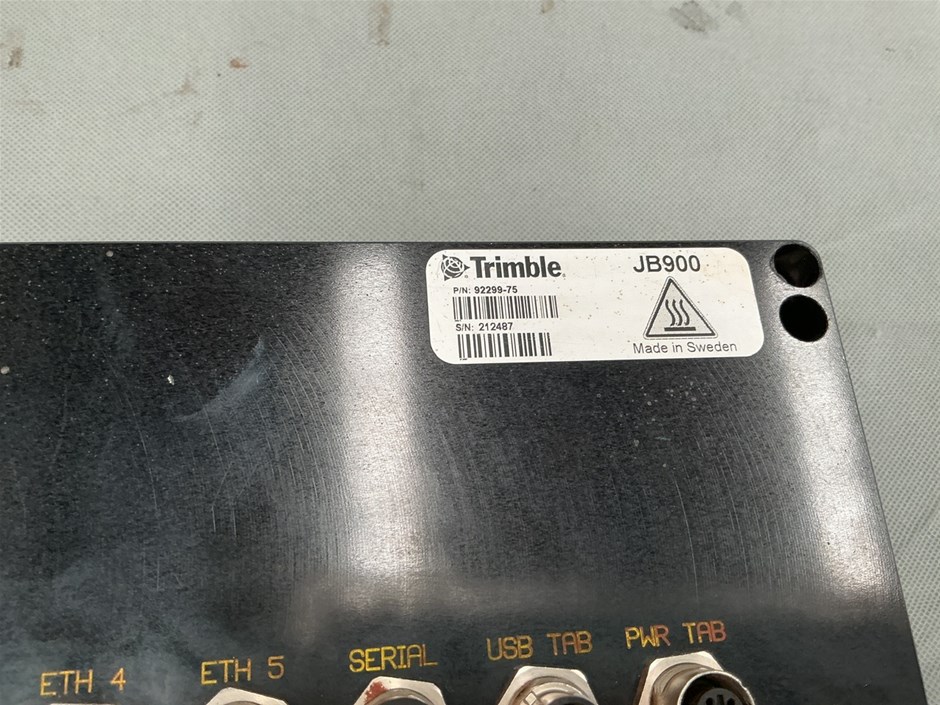 Trimble JB900
P/N: 92299-75
S/N: 212487
Made in Sweden
ETH 4 ETH 5 SERIAL USB TAB PWR TAB